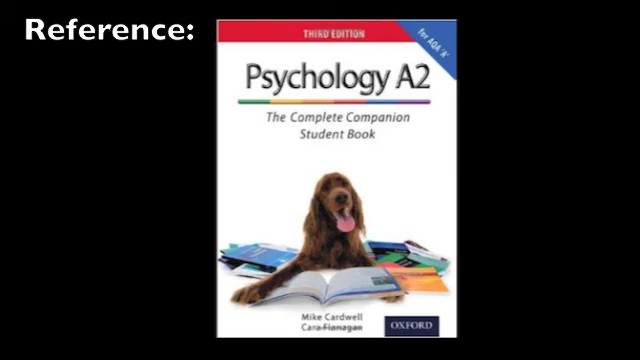 Reference:
THIRD EDITION
for AQA 'A'
Psychology A2
The Complete Companion
Student Book
Mike Cardwell
Cara Flanagan
OXFORD